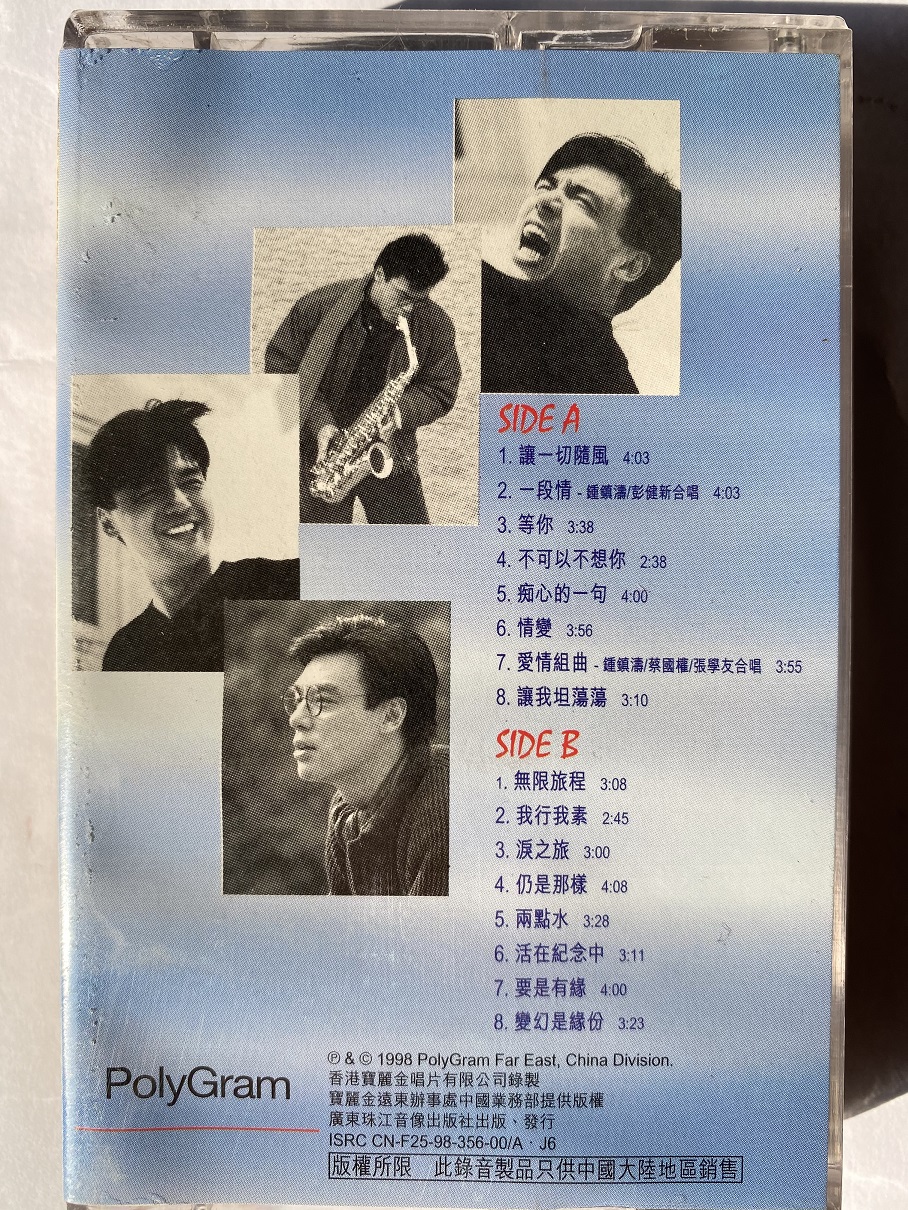 SIDE A
1. 讓一切隨風 4:03
2. 一段情 - 鍾鎮濤/彭健新合唱 4:03
3. 等你 3:38
4. 不可以不想你 2:38
5. 痴心的一句 4:00
6. 情變 3:56
7. 愛情組曲 - 鍾鎮濤/蔡國權/張學友合唱 3:55
8. 讓我坦蕩蕩 3:10
SIDE B
1. 無限旅程 3:08
2. 我行我素 2:45
3. 淚之旅 3:00
4. 仍是那樣 4:08
5. 兩點水 3:28
6. 活在紀念中 3:11
7. 要是有緣 4:00
8. 變幻是緣份 3:23
PolyGram
℗ & © 1998 PolyGram Far East, China Division.
香港寶麗金唱片有限公司錄製
寶麗金遠東辦事處中國業務部提供版權
廣東珠江音像出版社出版、發行
ISRC CN-F25-98-356-00/A · J6
版權所限 此錄音製品只供中國大陸地區銷售